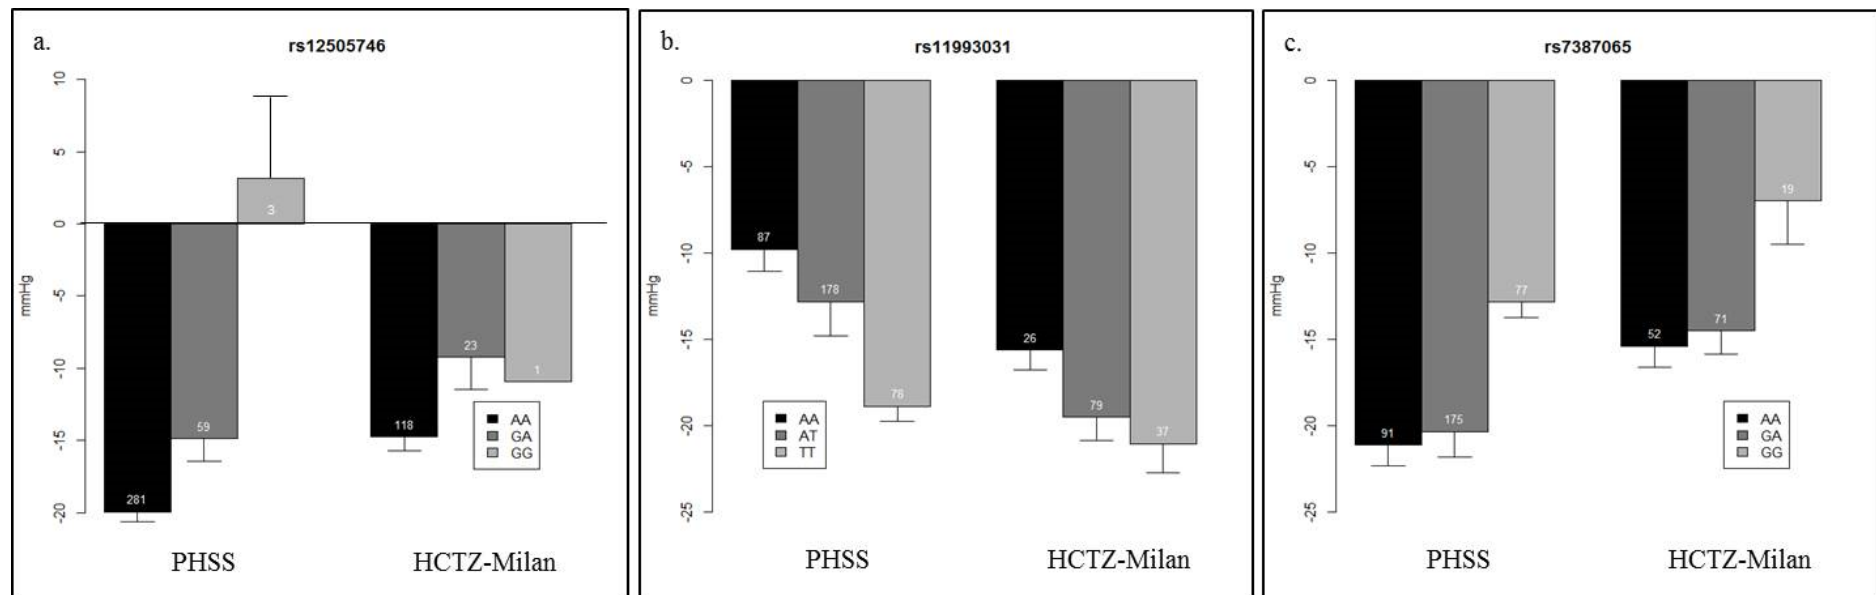 a.
rs12505746
10
5
0
-5
-10
-15
-20
mmHg
281
59
3
118
23
1
AA
GA
GG
PHSS HCTZ-Milan
b.
rs11993031
0
-5
-10
-15
-20
-25
mmHg
87
178
78
26
79
37
AA
AT
TT
PHSS HCTZ-Milan
c.
rs7387065
0
-5
-10
-15
-20
-25
mmHg
91
175
77
52
71
19
AA
GA
GG
PHSS HCTZ-Milan